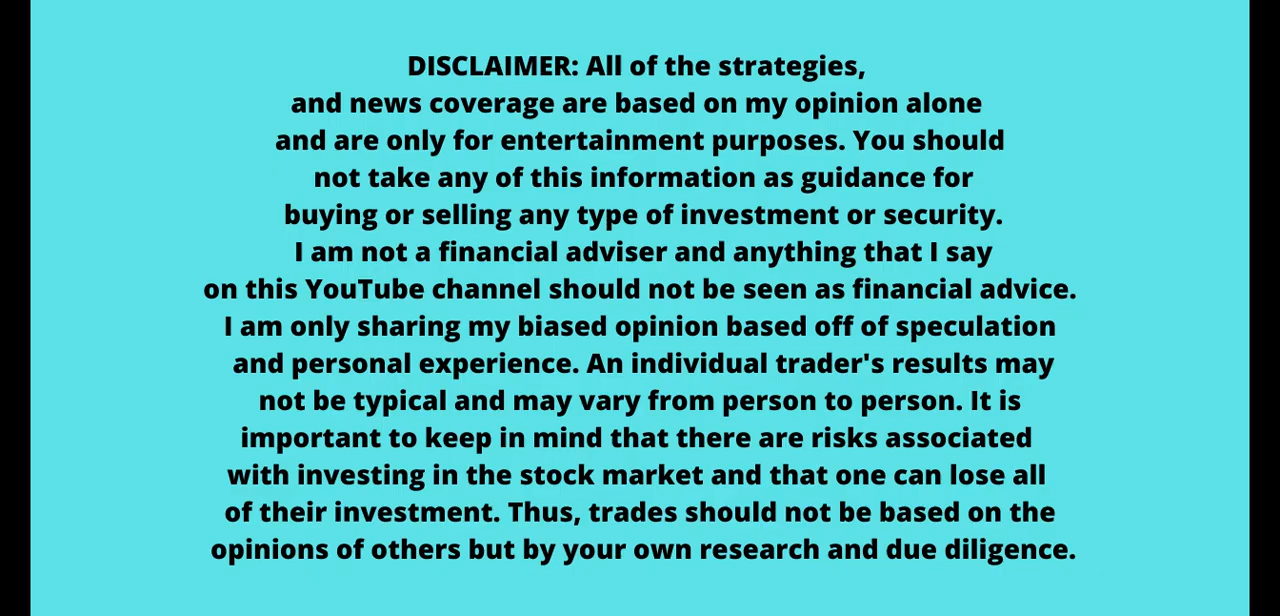 DISCLAIMER: All of the strategies,
and news coverage are based on my opinion alone
and are only for entertainment purposes. You should
not take any of this information as guidance for
buying or selling any type of investment or security.
I am not a financial adviser and anything that I say
on this YouTube channel should not be seen as financial advice.
I am only sharing my biased opinion based off of speculation
and personal experience. An individual trader's results may
not be typical and may vary from person to person. It is
important to keep in mind that there are risks associated
with investing in the stock market and that one can lose all
of their investment. Thus, trades should not be based on the
opinions of others but by your own research and due diligence.